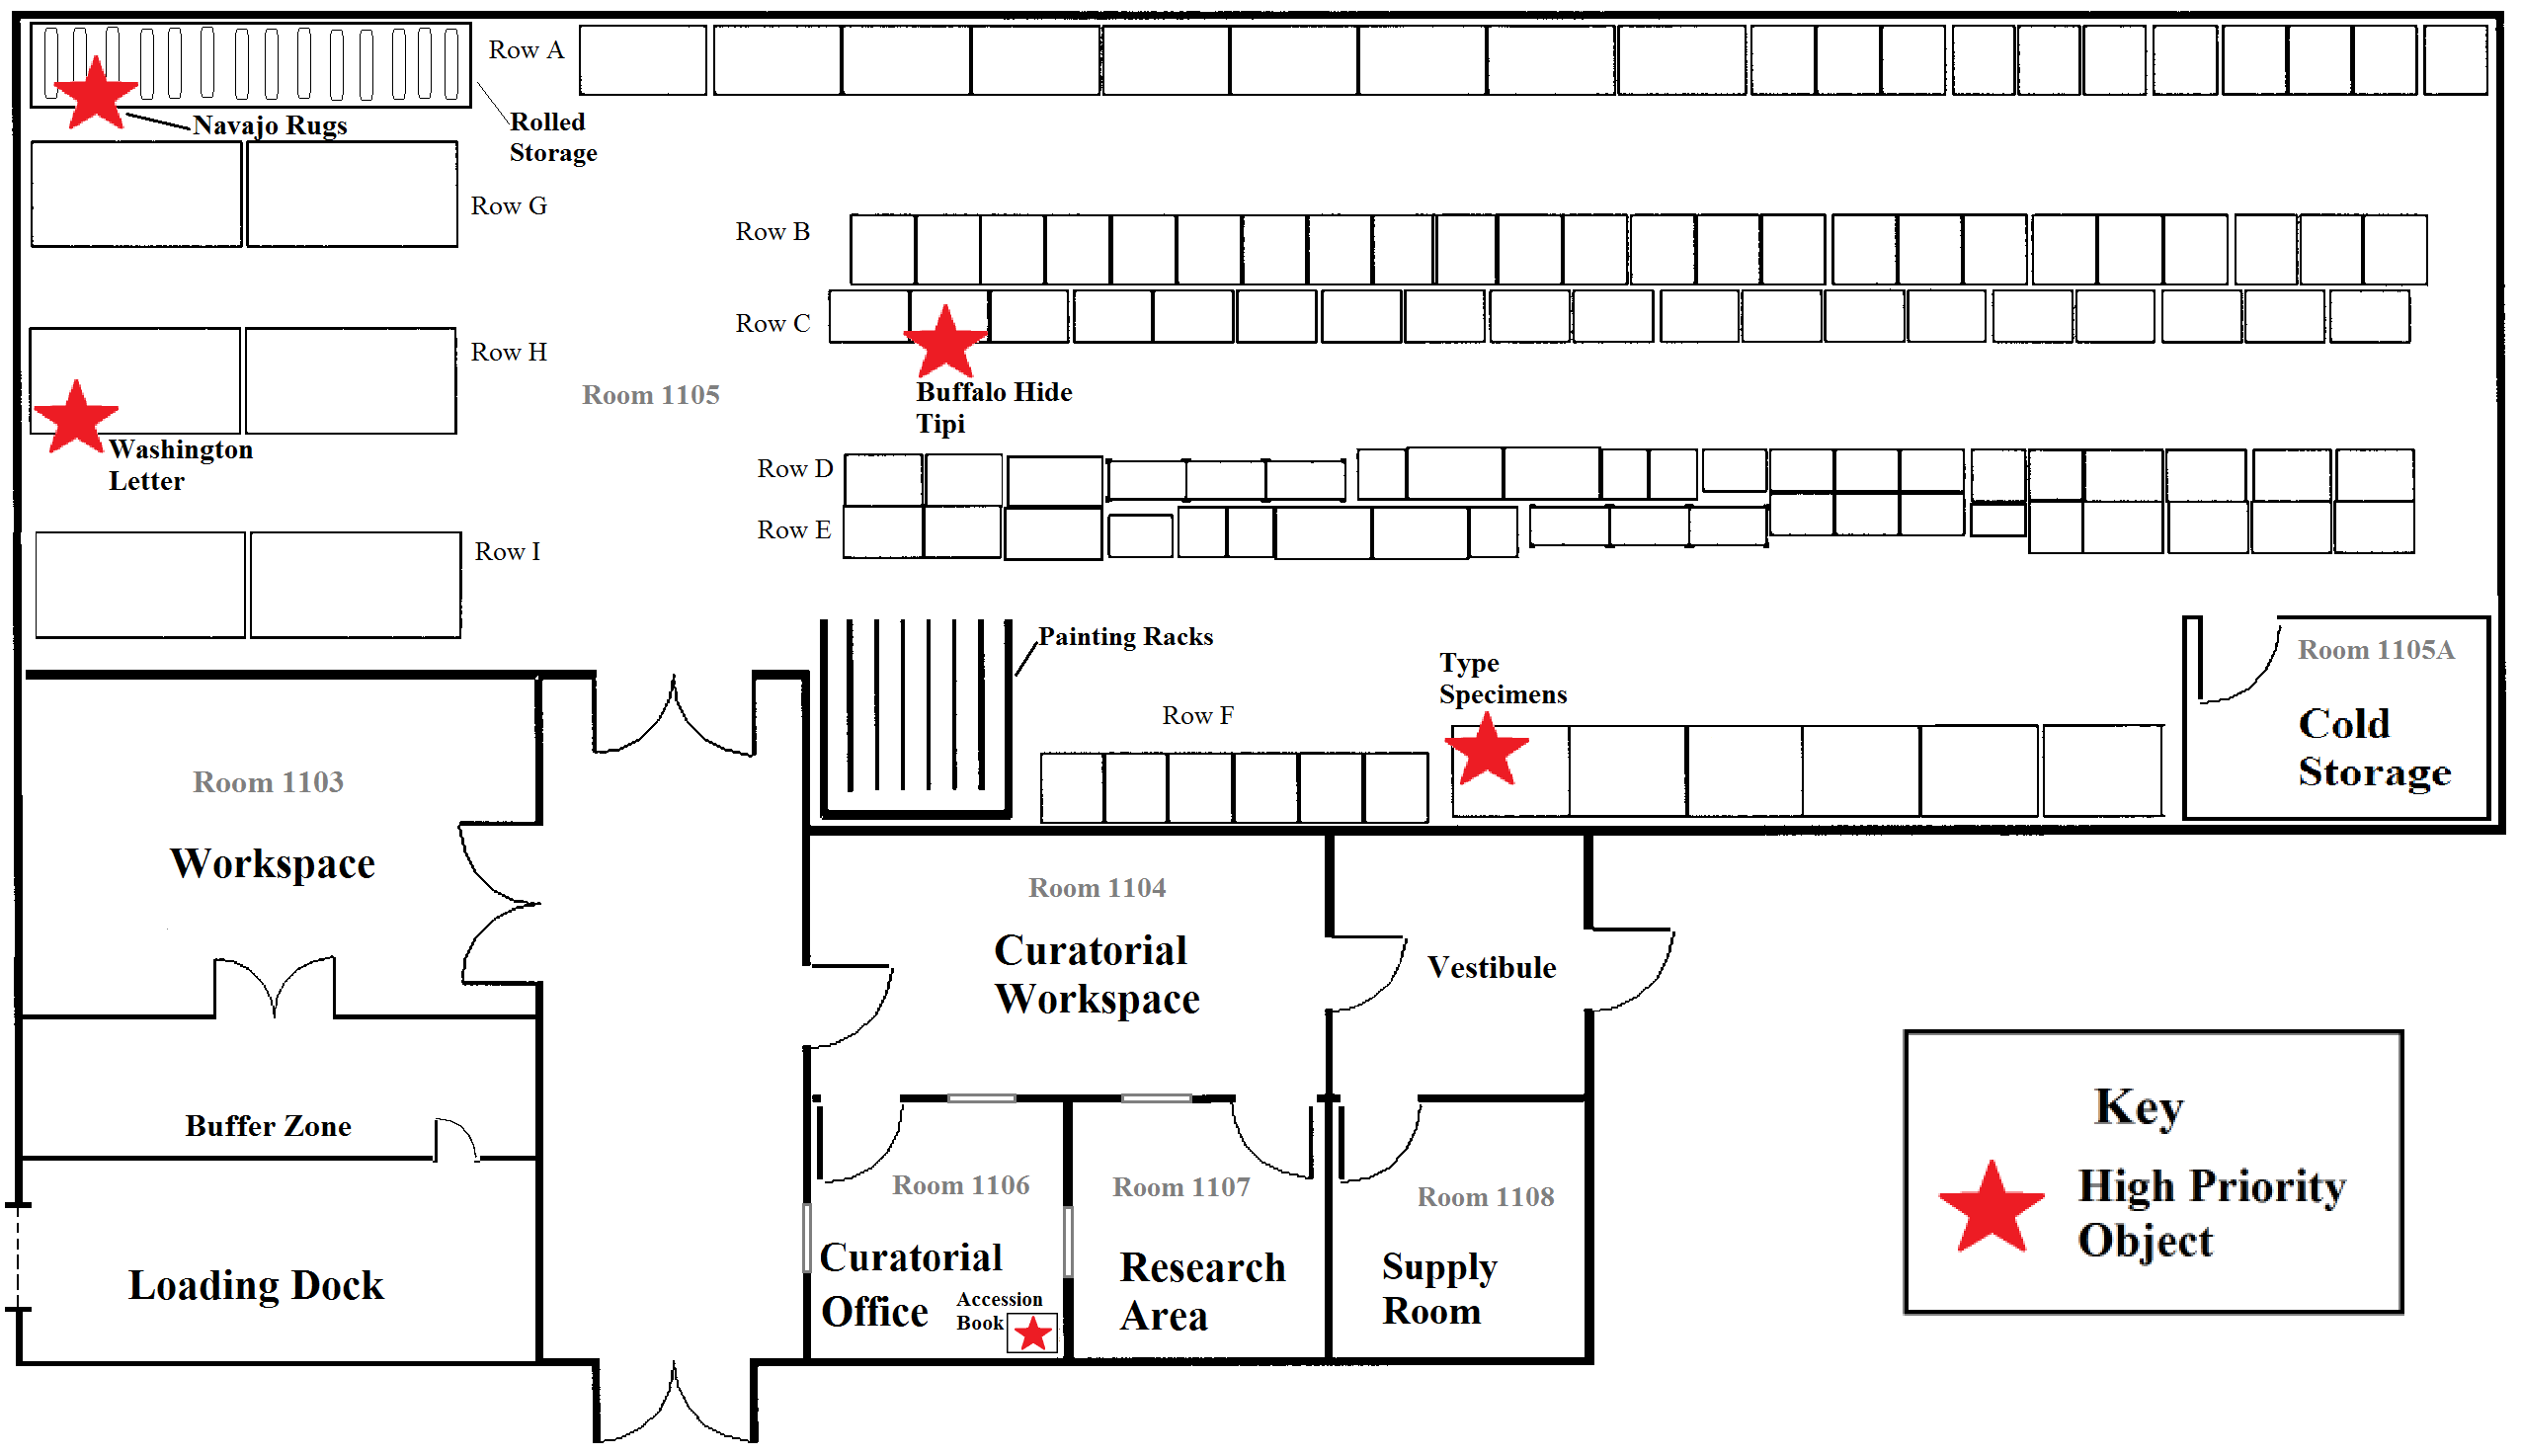 Row A
Navajo Rugs
Rolled
Storage
Row G
Row B
Row H
Row C
Room 1105
Buffalo Hide
Tipi
Washington
Letter
Row D
Row E
Row I
Painting Racks
Type
Specimens
Row F
Room 1105A
Cold
Storage
Room 1103
Workspace
Room 1104
Curatorial
Workspace
Vestibule
Buffer Zone
Loading Dock
Room 1106
Curatorial
Office
Accession
Book
Room 1107
Research
Area
Room 1108
Supply
Room
Key
High Priority
Object